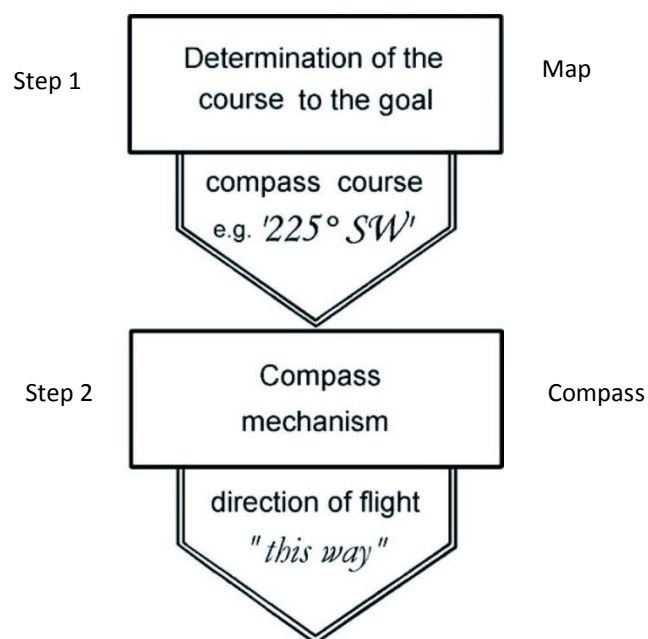 Step 1
Determination of the
course to the goal
Map
compass course
e.g. '225° SW'
Step 2
Compass
mechanism
Compass
direction of flight
"this way"